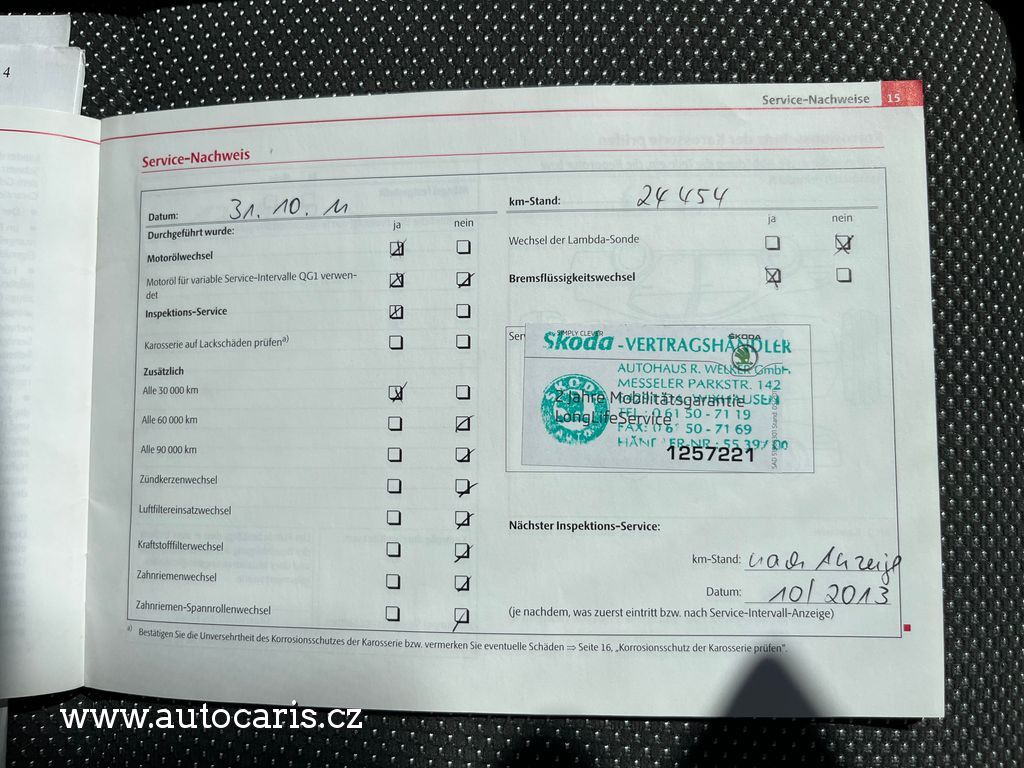 4
Service-Nachweise 15
Service-Nachweis
Datum: 31. 10. 11
km-Stand: 24 454
Durchgeführt wurde: ja nein
ja nein
Motorölwechsel
Wechsel der Lambda-Sonde
Motoröl für variable Service-Intervalle QG1 verwen-
det
Bremsflüssigkeitswechsel
Inspektions-Service
Karosserie auf Lackschäden prüfen a)
Zusätzlich
Alle 30 000 km
Alle 60 000 km
Alle 90 000 km
Zündkerzenwechsel
Luftfiltereinsatzwechsel
Kraftstofffilterwechsel
Zahnriemenwechsel
Zahnriemen-Spannrollenwechsel
SIMPLY CLEVER
ŠKODA
Skoda -VERTRAGSHÄNDLER
AUTOHAUS R. WELKER GmbH
MESSELER PARKSTR. 142
2 Jahre Mobilitätsgarantie
TEL.: 0 61 50 - 71 19
LongLifeService
FAX: 0 61 50 - 71 69
1257221
Nächster Inspektions-Service:
km-Stand: nach Anzeige
Datum: 10/2013
(je nachdem, was zuerst eintritt bzw. nach Service-Intervall-Anzeige)
a) Bestätigen Sie die Unversehrtheit des Korrosionsschutzes der Karosserie bzw. vermerken Sie eventuelle Schäden ⇒ Seite 16, „Korrosionsschutz der Karosserie prüfen".
www.autocaris.cz